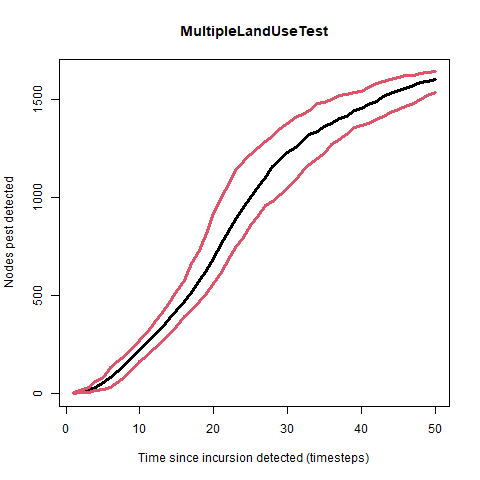 MultipleLandUseTest
Nodes pest detected
1500
1000
500
0
0 10 20 30 40 50
Time since incursion detected (timesteps)